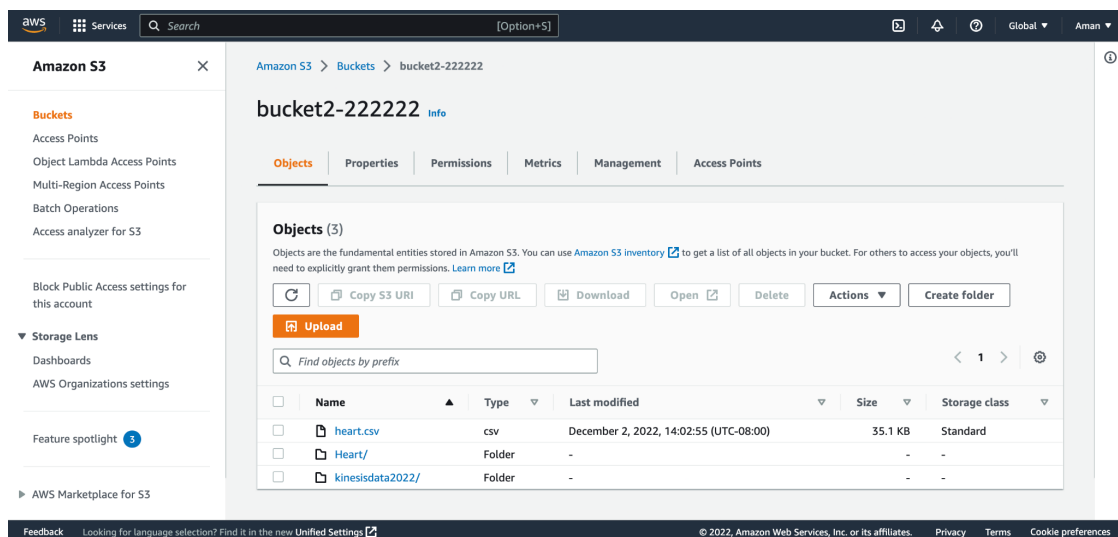 aws Services Search [Option+S] Global ▼ Aman ▼
Amazon S3
Buckets
Access Points
Object Lambda Access Points
Multi-Region Access Points
Batch Operations
Access analyzer for S3
Block Public Access settings for
this account
Storage Lens
Dashboards
AWS Organizations settings
Feature spotlight 3
AWS Marketplace for S3
Amazon S3 > Buckets > bucket2-222222
bucket2-222222 Info
Objects Properties Permissions Metrics Management Access Points
Objects (3)
Objects are the fundamental entities stored in Amazon S3. You can use Amazon S3 inventory to get a list of all objects in your bucket. For others to access your objects, you'll
need to explicitly grant them permissions. Learn more
Copy S3 URI Copy URL Download Open Delete Actions ▼ Create folder
Upload
Find objects by prefix < 1 >
Name ▲ Type Last modified Size Storage class
heart.csv csv December 2, 2022, 14:02:55 (UTC-08:00) 35.1 KB Standard
Heart/ Folder - - -
kinesisdata2022/ Folder - - -
Feedback Looking for language selection? Find it in the new Unified Settings © 2022, Amazon Web Services, Inc. or its affiliates. Privacy Terms Cookie preferences